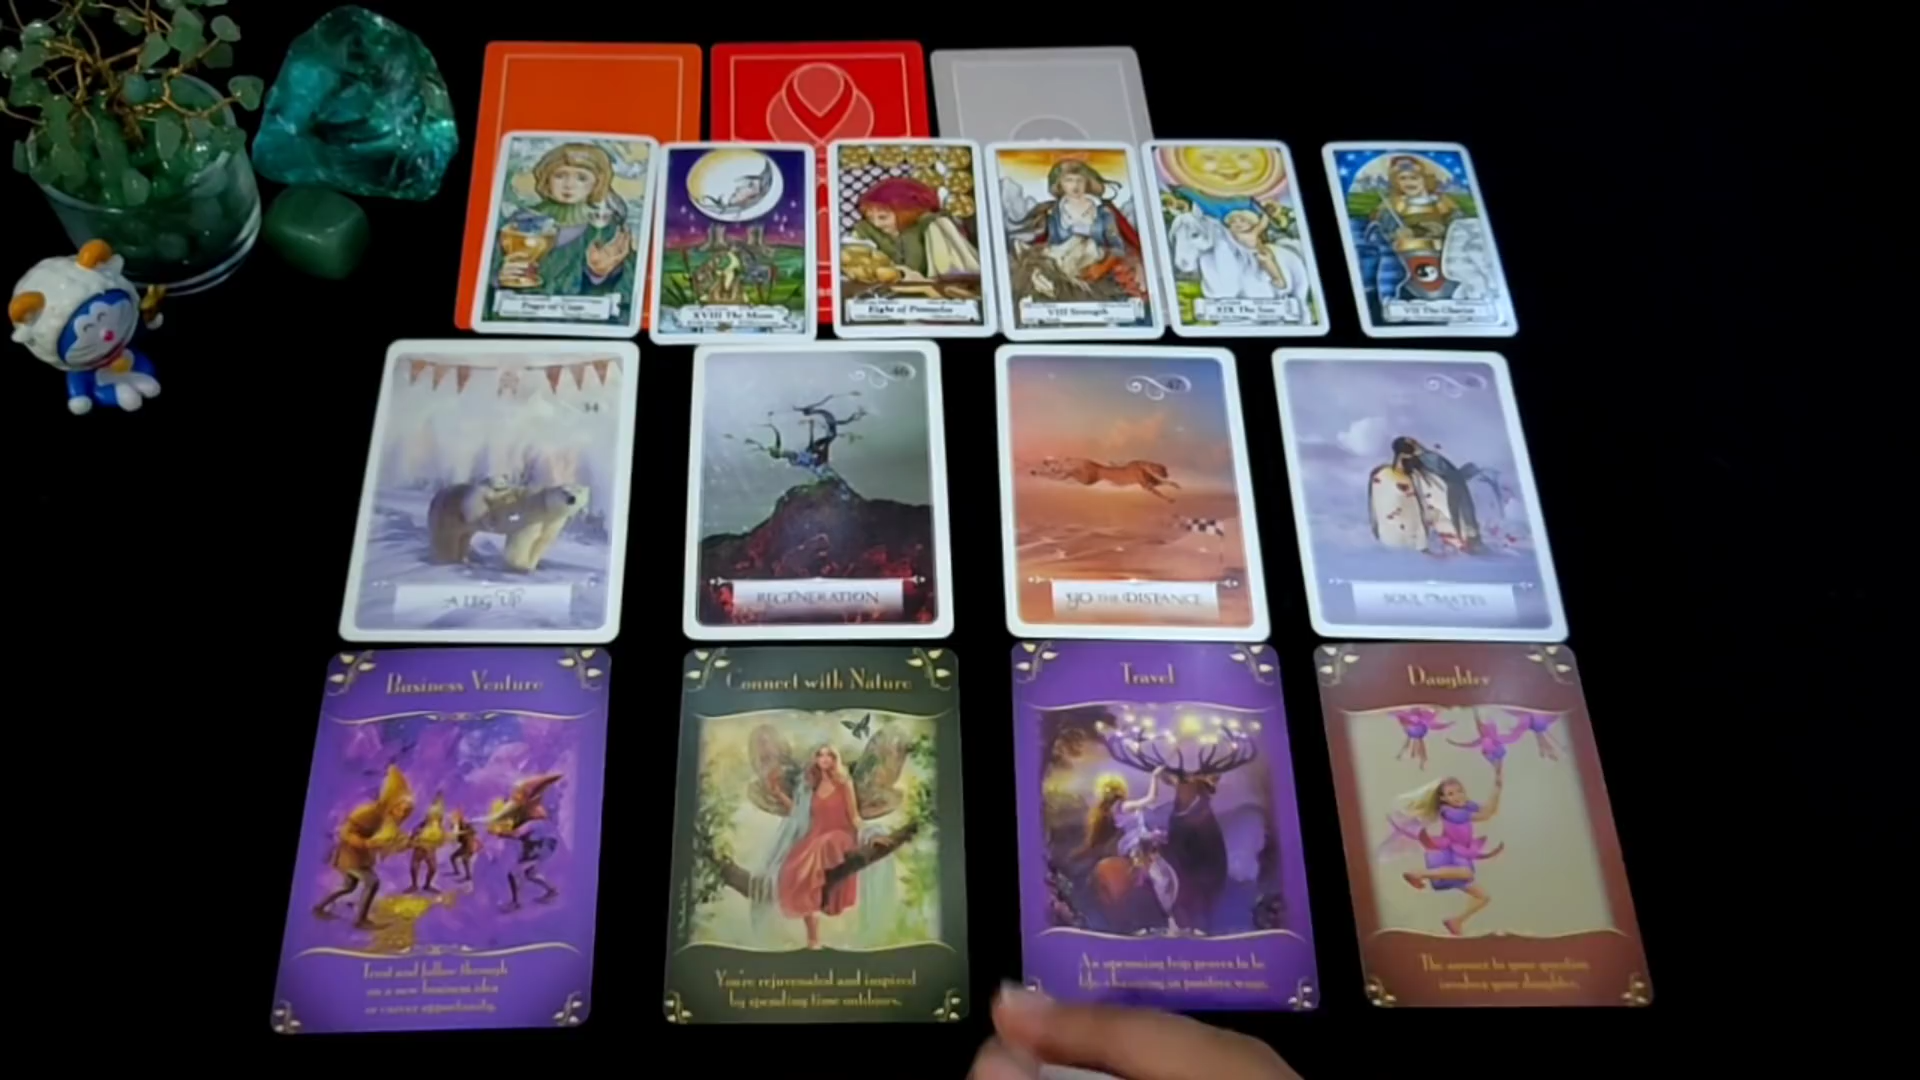 Page of Cups
XVIII The Moon
Eight of Pentacles
VIII Strength
XIX The Sun
VII The Chariot
34
46
47
A LEG UP
REGENERATION
GO THE DISTANCE
SOUL MATES
Business Venture
Connect with Nature
Travel
Daughter
Trust and follow through
on a new business idea
or career opportunity.
You're rejuvenated and inspired
by spending time outdoors.
An upcoming trip proves to be
life-changing in positive ways.
The answer to your question
involves your daughter.